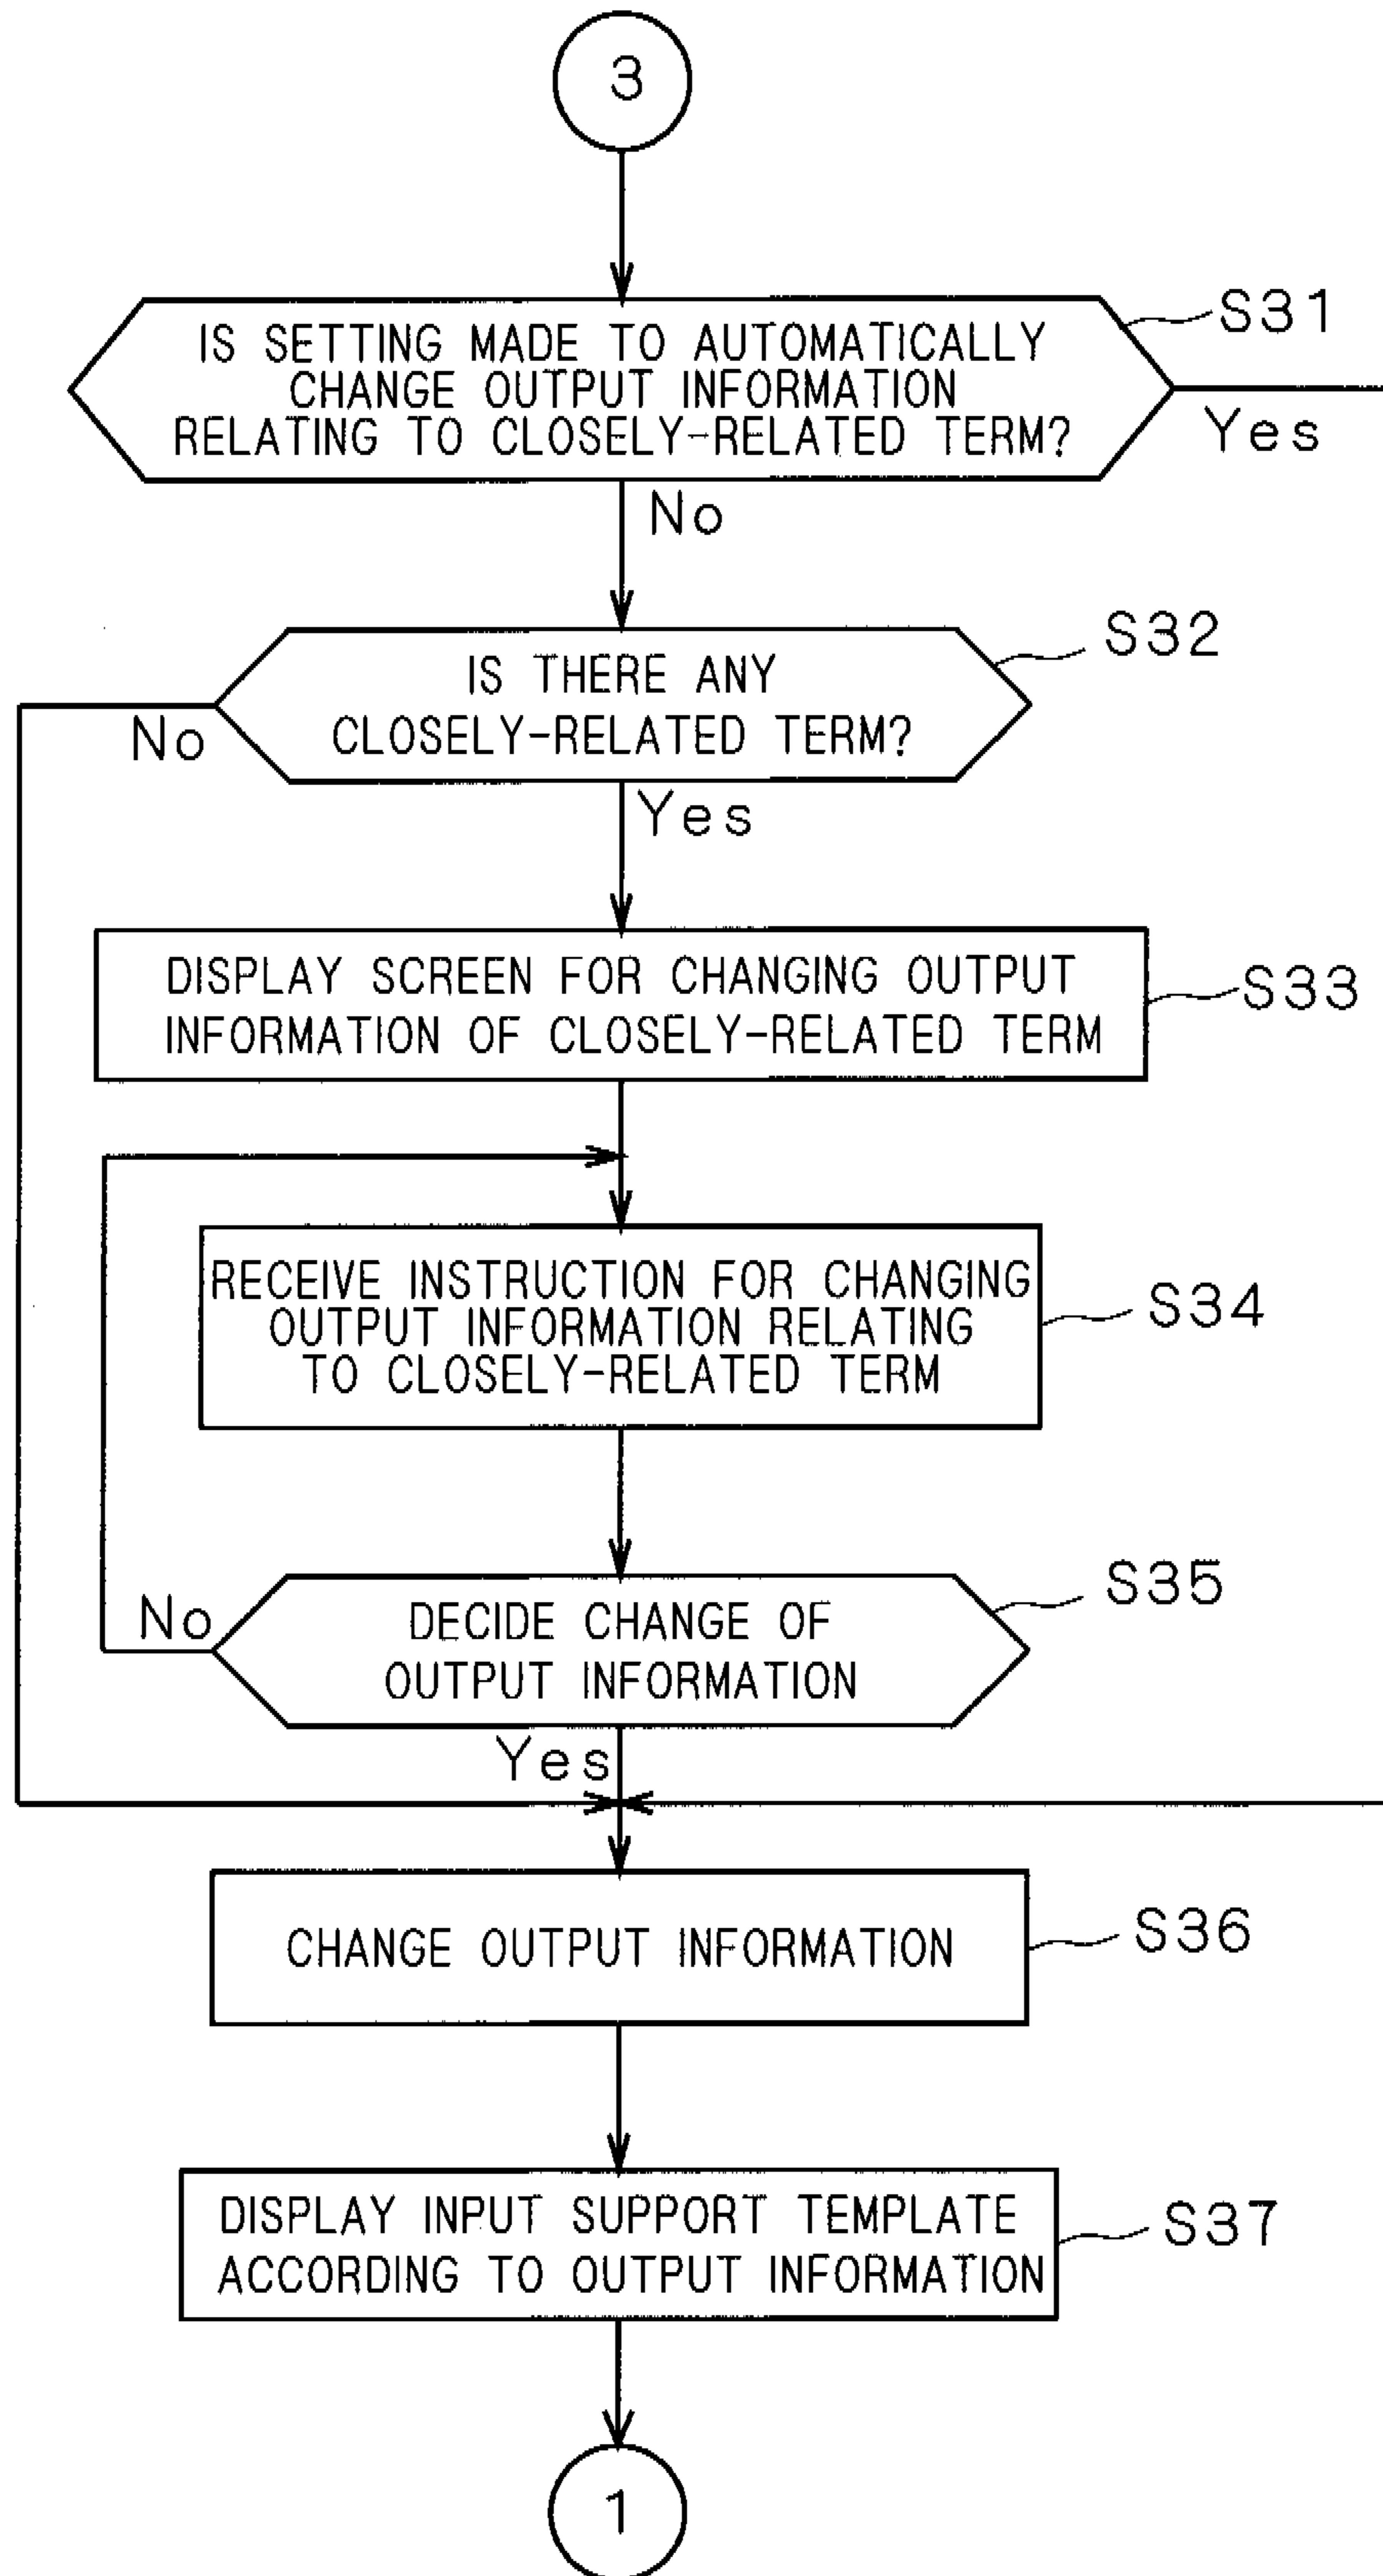 3
IS SETTING MADE TO AUTOMATICALLY
CHANGE OUTPUT INFORMATION
RELATING TO CLOSELY-RELATED TERM?
S31
Yes
No
IS THERE ANY
CLOSELY-RELATED TERM?
S32
No
Yes
DISPLAY SCREEN FOR CHANGING OUTPUT
INFORMATION OF CLOSELY-RELATED TERM
S33
RECEIVE INSTRUCTION FOR CHANGING
OUTPUT INFORMATION RELATING
TO CLOSELY-RELATED TERM
S34
DECIDE CHANGE OF
OUTPUT INFORMATION
S35
No
Yes
CHANGE OUTPUT INFORMATION
S36
DISPLAY INPUT SUPPORT TEMPLATE
ACCORDING TO OUTPUT INFORMATION
S37
1